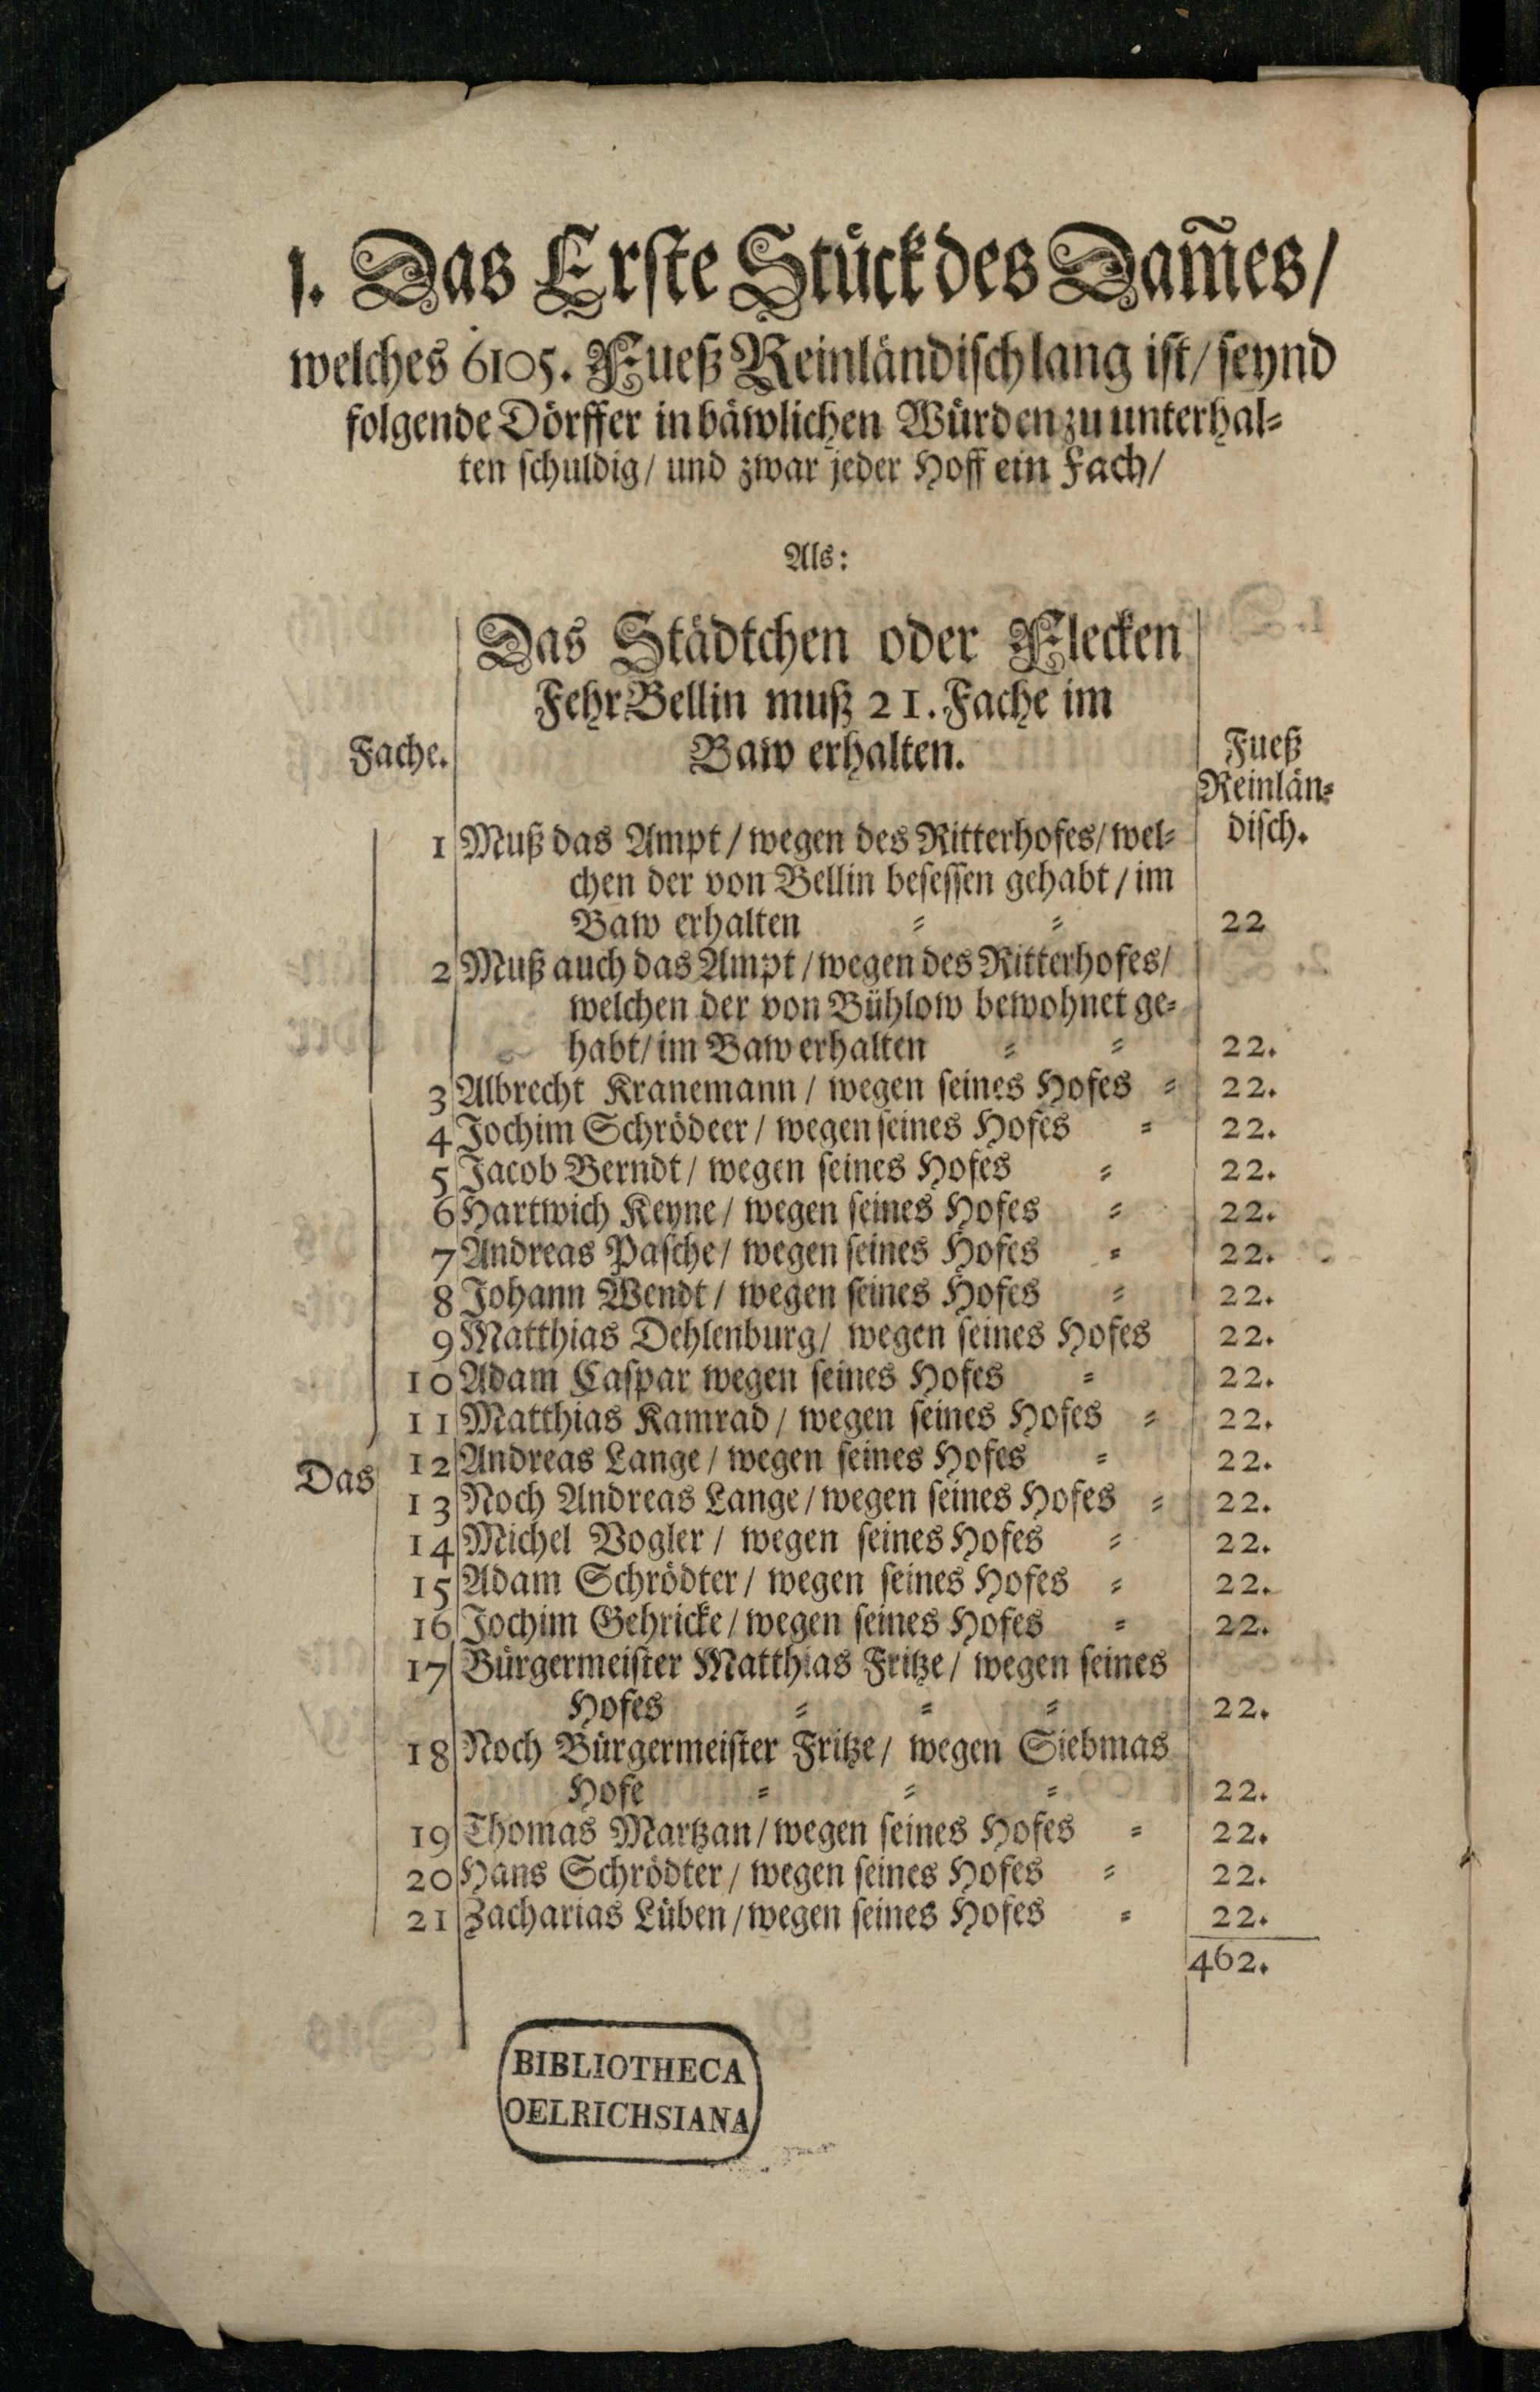 1. Das Erste Stück des Dam̃es/
welches 6105. Fueß Reinländisch lang ist/ seynd
folgende Dörffer in bäwlichen Würden zu unterhal⸗
ten schuldig/ und zwar jeder Hoff ein Fach/
Als:
Das Städtchen oder Flecken
FehrBellin muß 21. Fache im
Fache. Baw erhalten. Fueß
Reinlän⸗
disch.
1 Muß das Ampt/ wegen des Ritterhofes/ wel⸗
chen der von Bellin besessen gehabt/ im
Baw erhalten ⸗ ⸗ 22
2 Muß auch das Ampt/ wegen des Ritterhofes/
welchen der von Bühlow bewohnet ge⸗
habt/ im Baw erhalten ⸗ ⸗ 22.
3 Albrecht Kranemann/ wegen seines Hofes ⸗ 22.
4 Jochim Schrödeer/ wegen seines Hofes ⸗ 22.
5 Jacob Berndt/ wegen seines Hofes ⸗ 22.
6 Hartwich Keyne/ wegen seines Hofes ⸗ 22.
7 Andreas Pasche/ wegen seines Hofes ⸗ 22.
8 Johann Wendt/ wegen seines Hofes ⸗ 22.
9 Matthias Dehlenburg/ wegen seines Hofes 22.
10 Adam Caspar wegen seines Hofes ⸗ 22.
11 Matthias Kamrad/ wegen seines Hofes ⸗ 22.
12 Andreas Lange/ wegen seines Hofes ⸗ 22.
Das
13 Noch Andreas Lange/ wegen seines Hofes ⸗ 22.
14 Michel Vogler/ wegen seines Hofes ⸗ 22.
15 Adam Schrödter/ wegen seines Hofes ⸗ 22.
16 Jochim Gehricke/ wegen seines Hofes ⸗ 22.
17 Bürgermeister Matthias Fritze/ wegen seines
Hofes ⸗ ⸗ ⸗ 22.
18 Noch Bürgermeister Fritze/ wegen Siebmas
Hofe ⸗ ⸗ ⸗ 22.
19 Thomas Martzan/ wegen seines Hofes ⸗ 22.
20 Hans Schrödter/ wegen seines Hofes ⸗ 22.
21 Zacharias Lüben/ wegen seines Hofes ⸗ 22.
462.
BIBLIOTHECA
OELRICHSIANA